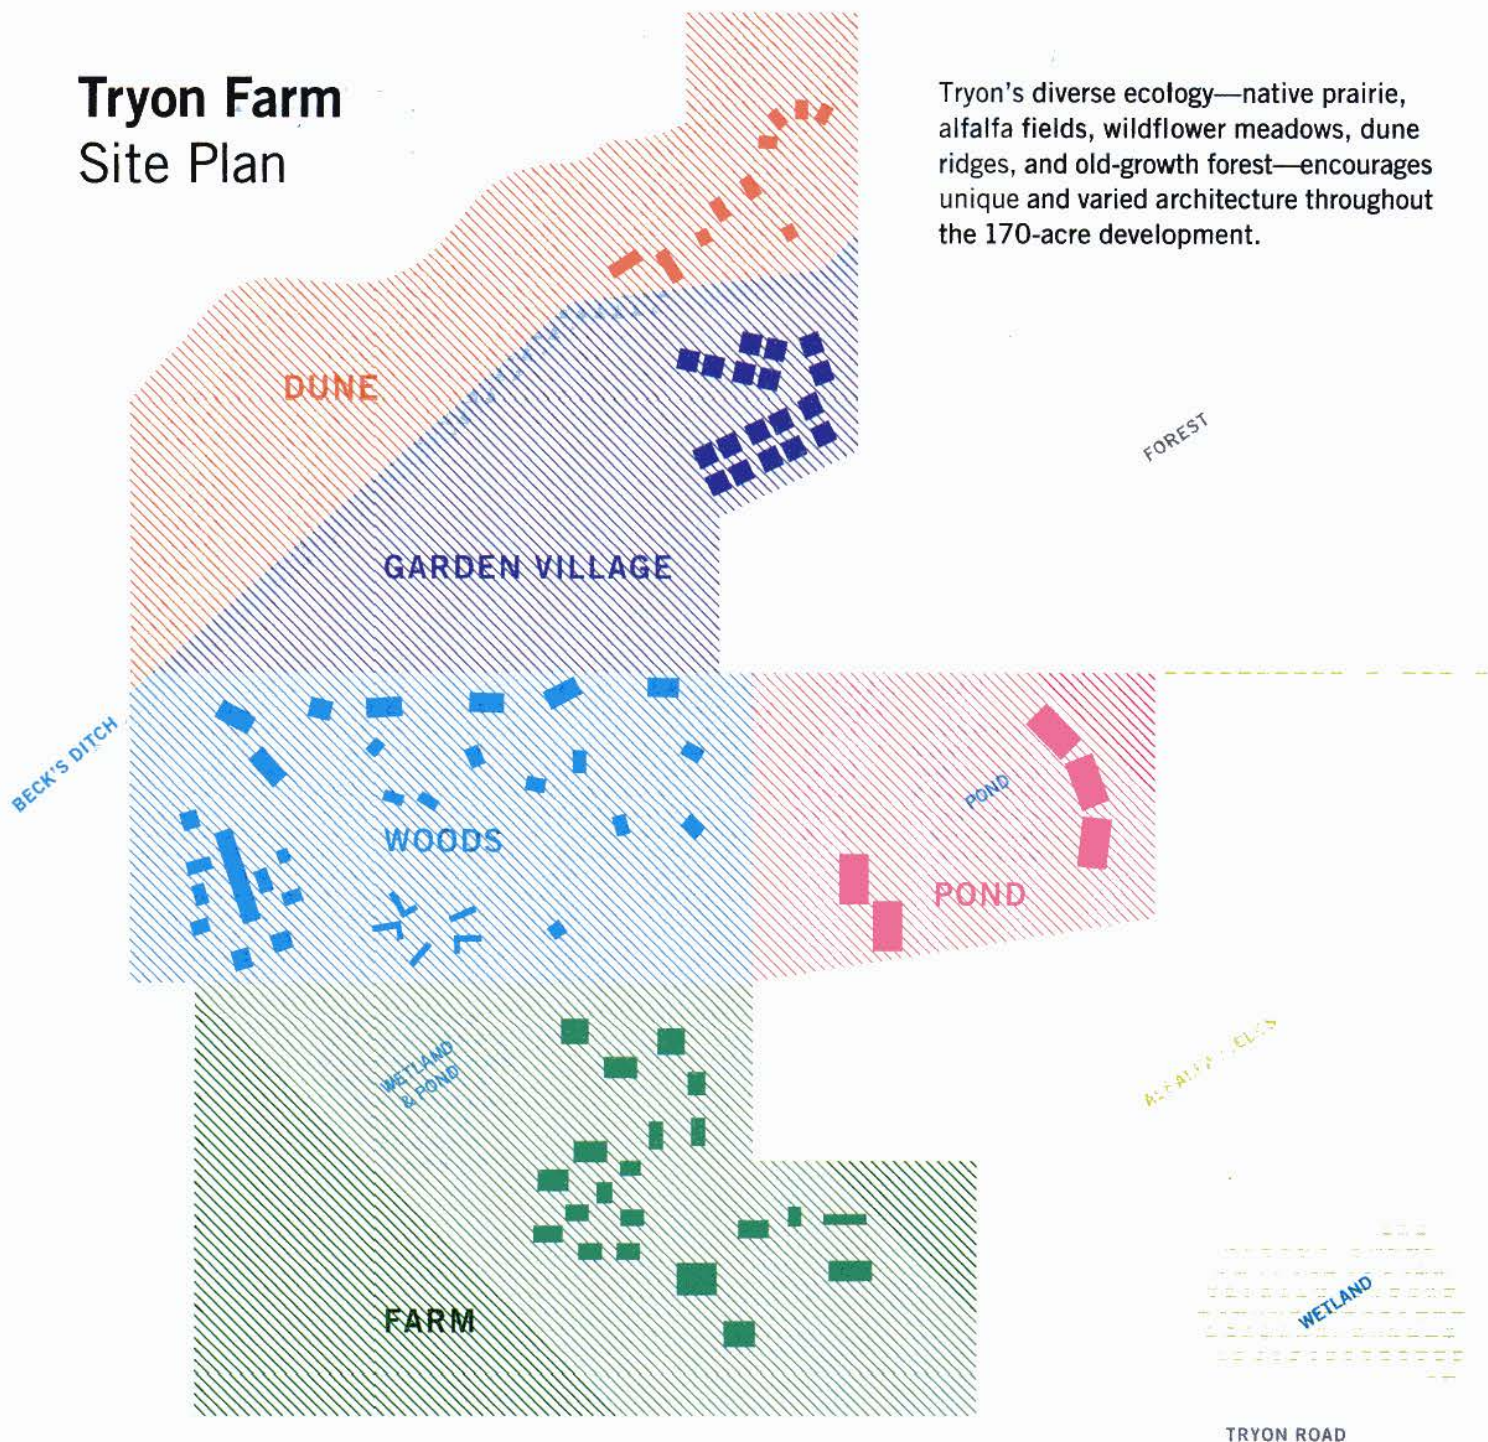 Tryon Farm
Site Plan
Tryon's diverse ecology—native prairie,
alfalfa fields, wildflower meadows, dune
ridges, and old-growth forest—encourages
unique and varied architecture throughout
the 170-acre development.
DUNE
FOREST
GARDEN VILLAGE
BECK'S DITCH
POND
WOODS
POND
WETLAND
& POND
FARM
WETLAND
TRYON ROAD